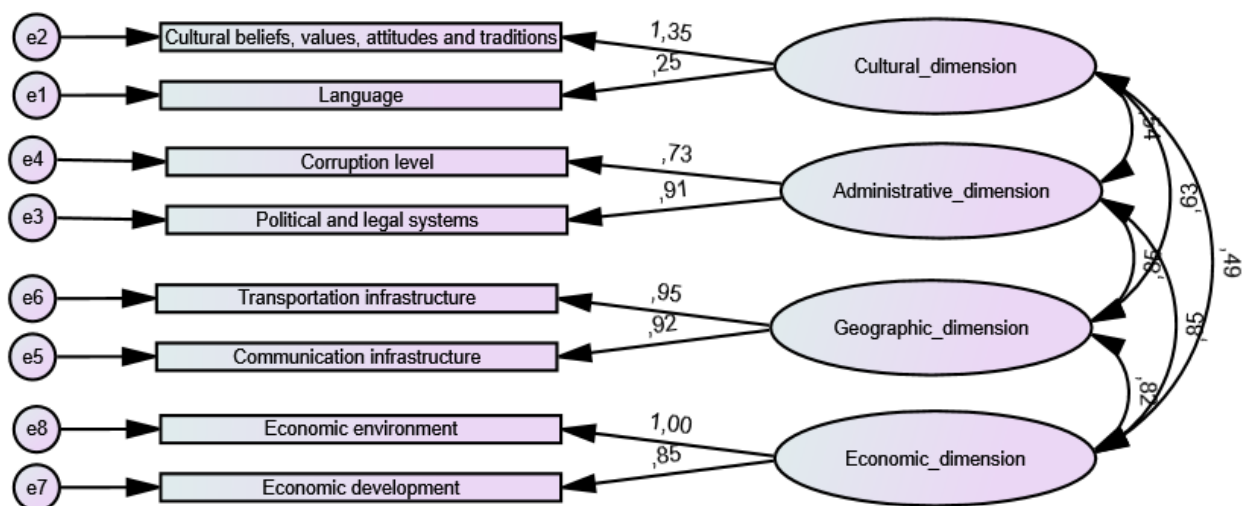 e2
Cultural beliefs, values, attitudes and traditions
1,35
Cultural_dimension
e1
Language
,25
e4
Corruption level
,73
Administrative_dimension
e3
Political and legal systems
,91
,63
,49
e6
Transportation infrastructure
,95
Geographic_dimension
,85
e5
Communication infrastructure
,92
,82
e8
Economic environment
1,00
Economic_dimension
e7
Economic development
,85